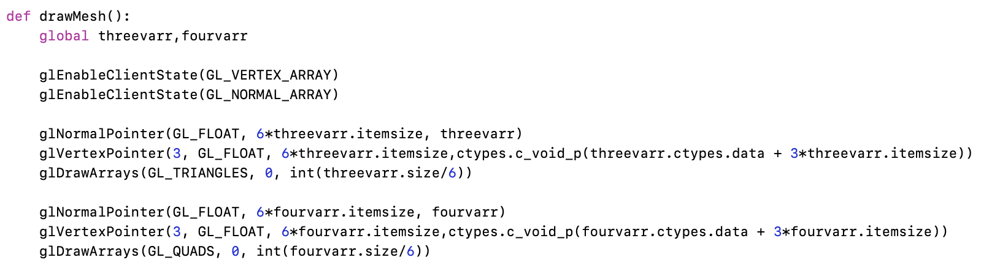 def drawMesh():
    global threevarr,fourvarr

    glEnableClientState(GL_VERTEX_ARRAY)
    glEnableClientState(GL_NORMAL_ARRAY)

    glNormalPointer(GL_FLOAT, 6*threevarr.itemsize, threevarr)
    glVertexPointer(3, GL_FLOAT, 6*threevarr.itemsize,ctypes.c_void_p(threevarr.ctypes.data + 3*threevarr.itemsize))
    glDrawArrays(GL_TRIANGLES, 0, int(threevarr.size/6))

    glNormalPointer(GL_FLOAT, 6*fourvarr.itemsize, fourvarr)
    glVertexPointer(3, GL_FLOAT, 6*fourvarr.itemsize,ctypes.c_void_p(fourvarr.ctypes.data + 3*fourvarr.itemsize))
    glDrawArrays(GL_QUADS, 0, int(fourvarr.size/6))